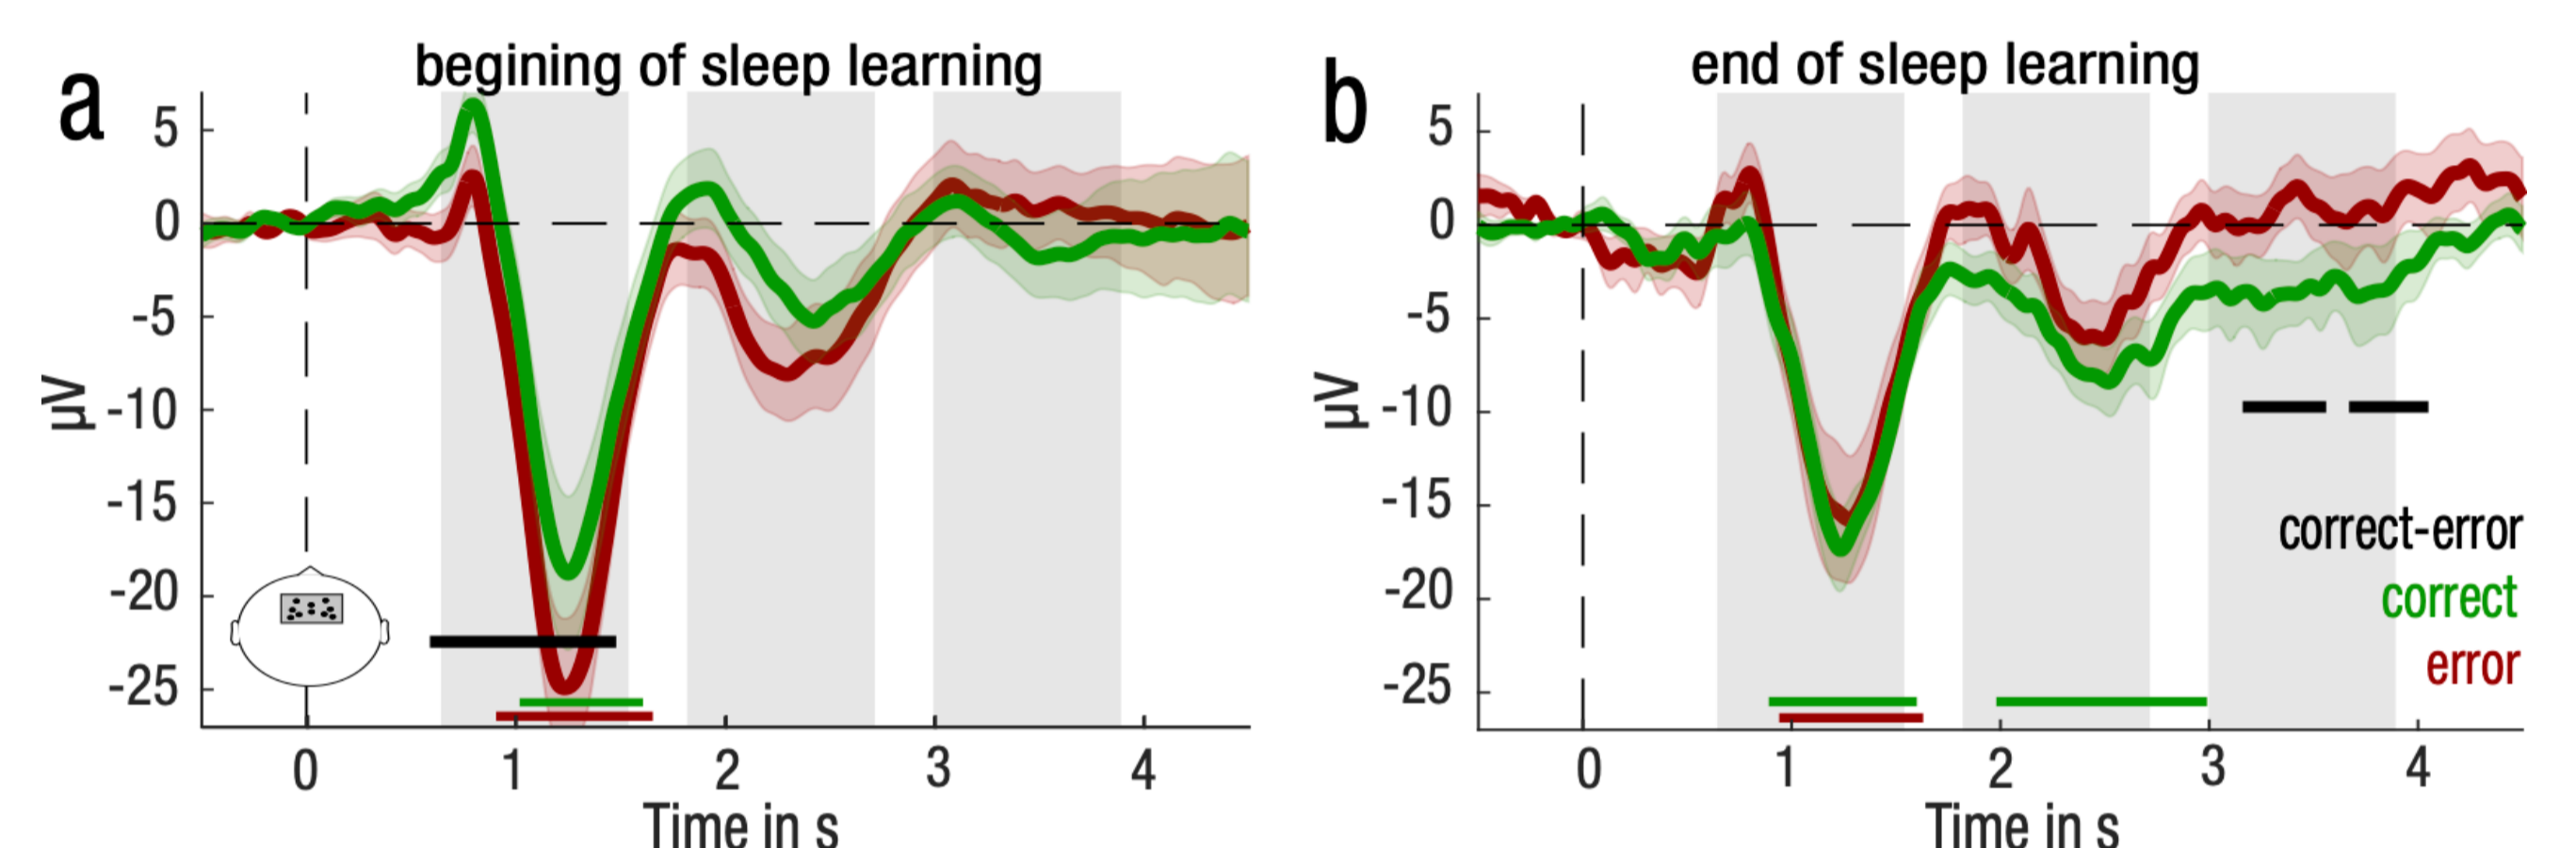 a
begining of sleep learning
5
0
-5
-10
-15
-20
-25
µV
0 1 2 3 4
Time in s
b
end of sleep learning
5
0
-5
-10
-15
-20
-25
µV
correct-error
correct
error
0 1 2 3 4
Time in s